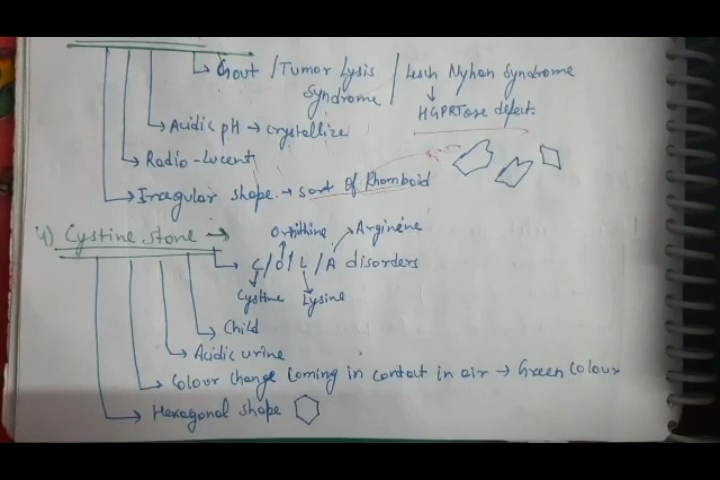 Gout / Tumor Lysis Syndrome / Lesch Nyhan Syndrome
↓
HGPRTase defect.
Acidic pH → crystallize
Radio-Lucent
Irregular shape. → sort of Rhomboid
4) Cystine stone →
Ornithine Arginine
C/O/L/A disorders
Cystine Lysine
Child
Acidic urine
Colour change coming in contact in air → Green Colour
Hexagonal shape